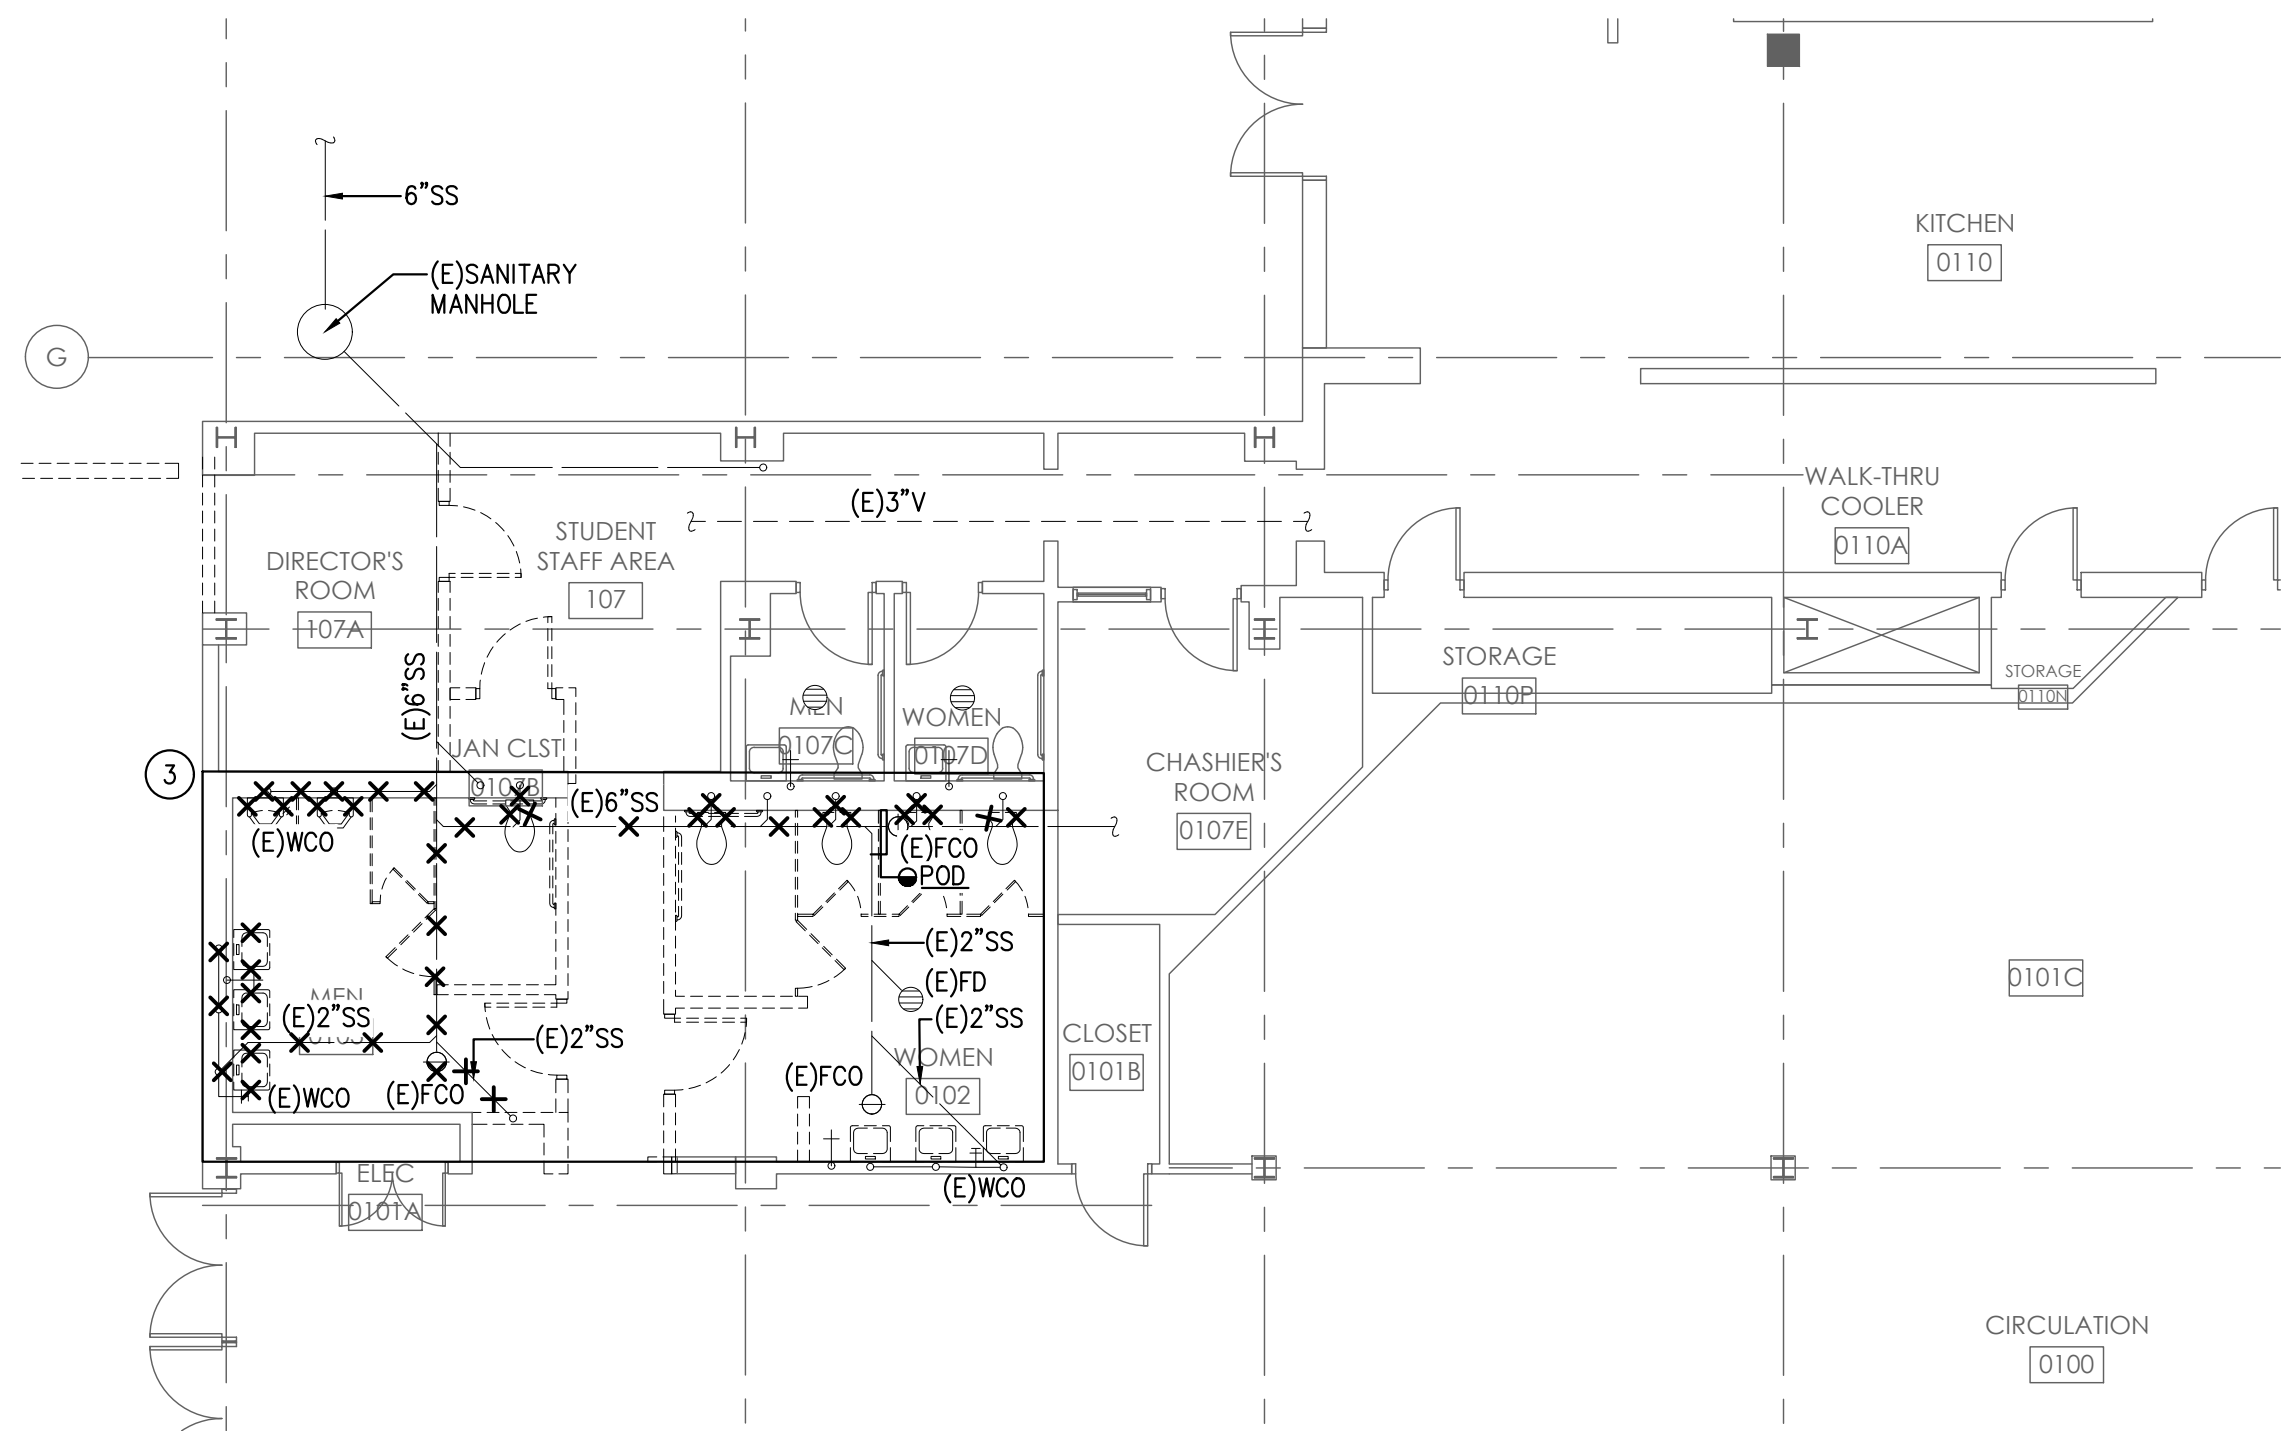 6”SS
(E)SANITARY
MANHOLE
KITCHEN
0110
G
WALK-THRU
COOLER
0110A
(E)3”V
STUDENT
STAFF AREA
107
DIRECTOR'S
ROOM
107A
(E)6”SS
STORAGE
0110P
STORAGE
0110N
MEN
0107C
WOMEN
0107D
JAN CLST
0107B
3
CHASHIER'S
ROOM
0107E
(E)6”SS
(E)WCO
(E)FCO
POD
(E)2”SS
(E)FD
(E)2”SS
MEN
(E)2”SS
0103
(E)2”SS
(E)WCO
(E)FCO
(E)FCO
WOMEN
0102
CLOSET
0101B
0101C
(E)WCO
ELEC
0101A
CIRCULATION
0100